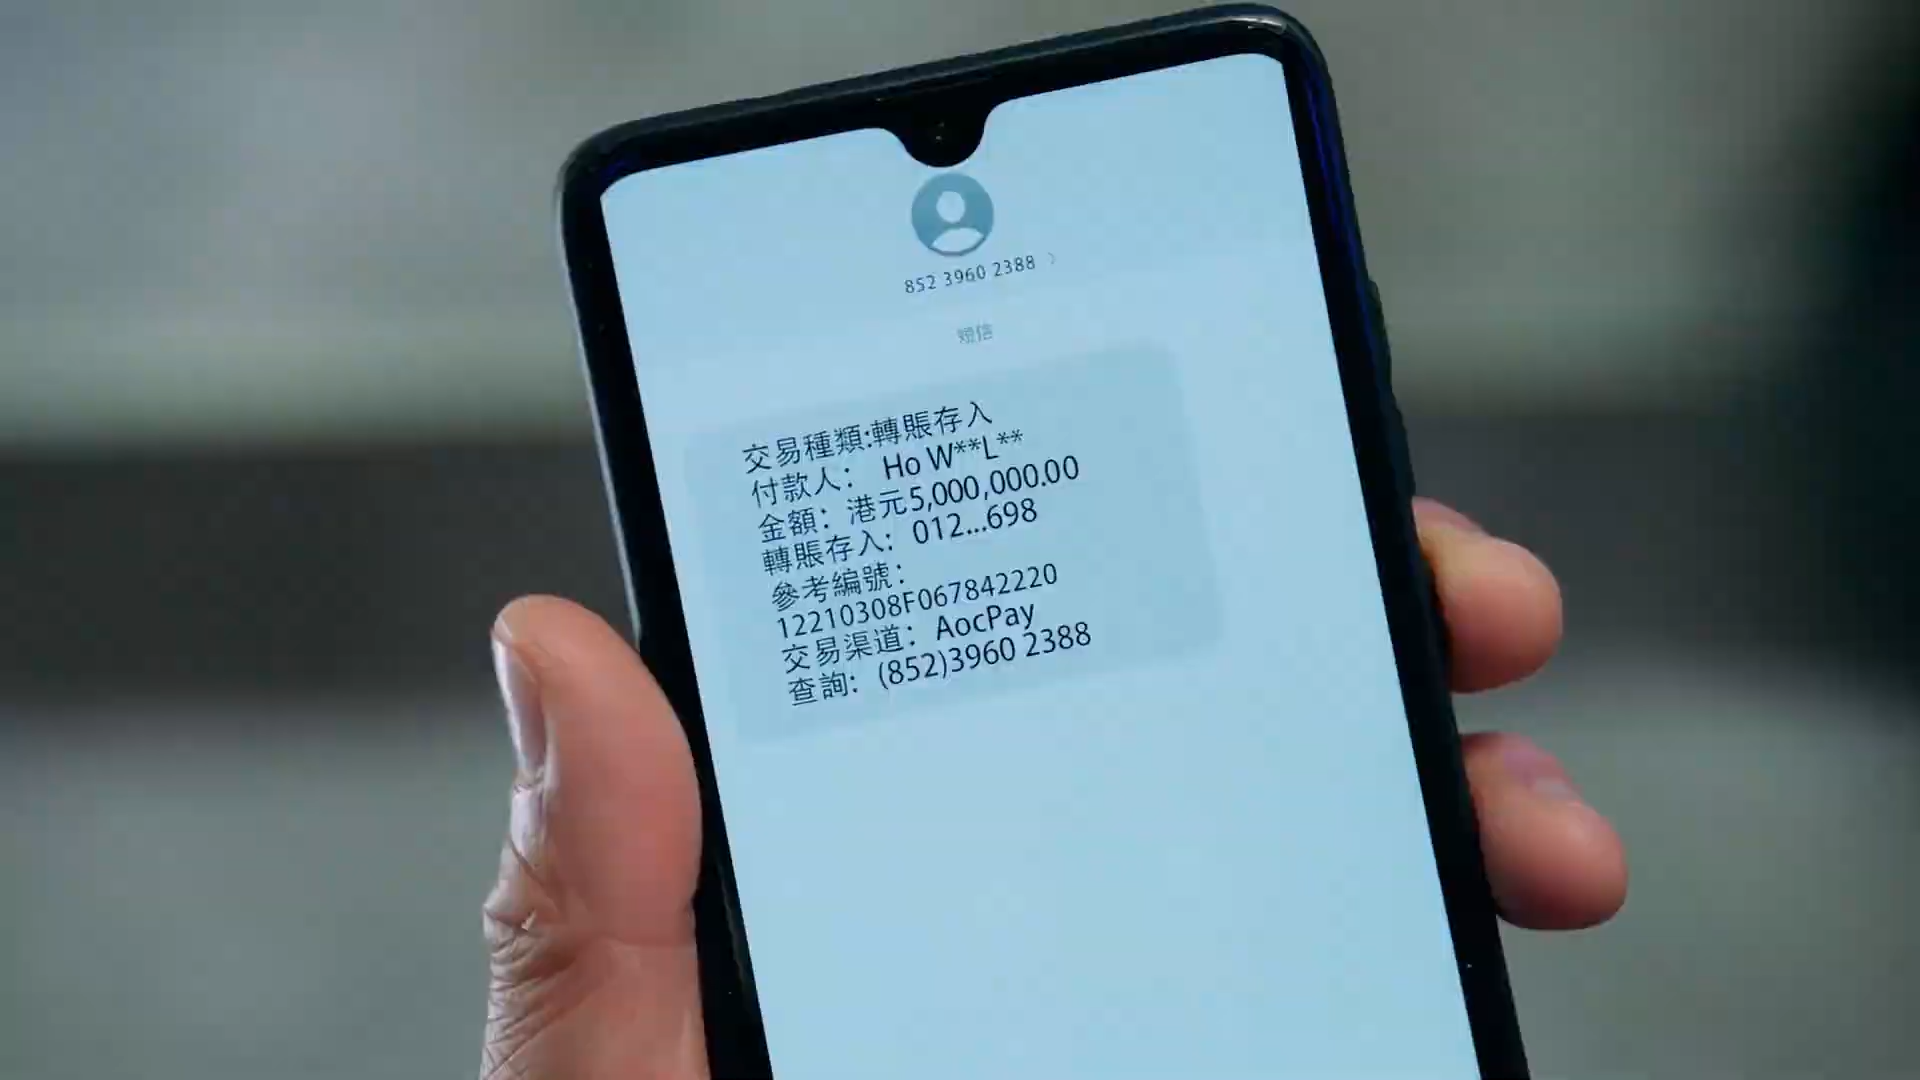 852 3960 2388
短信
交易種類:轉賬存入
付款人： Ho W**L**
金額：港元5,000,000.00
轉賬存入：012...698
參考編號：
12210308F067842220
交易渠道：AocPay
查詢：(852)3960 2388